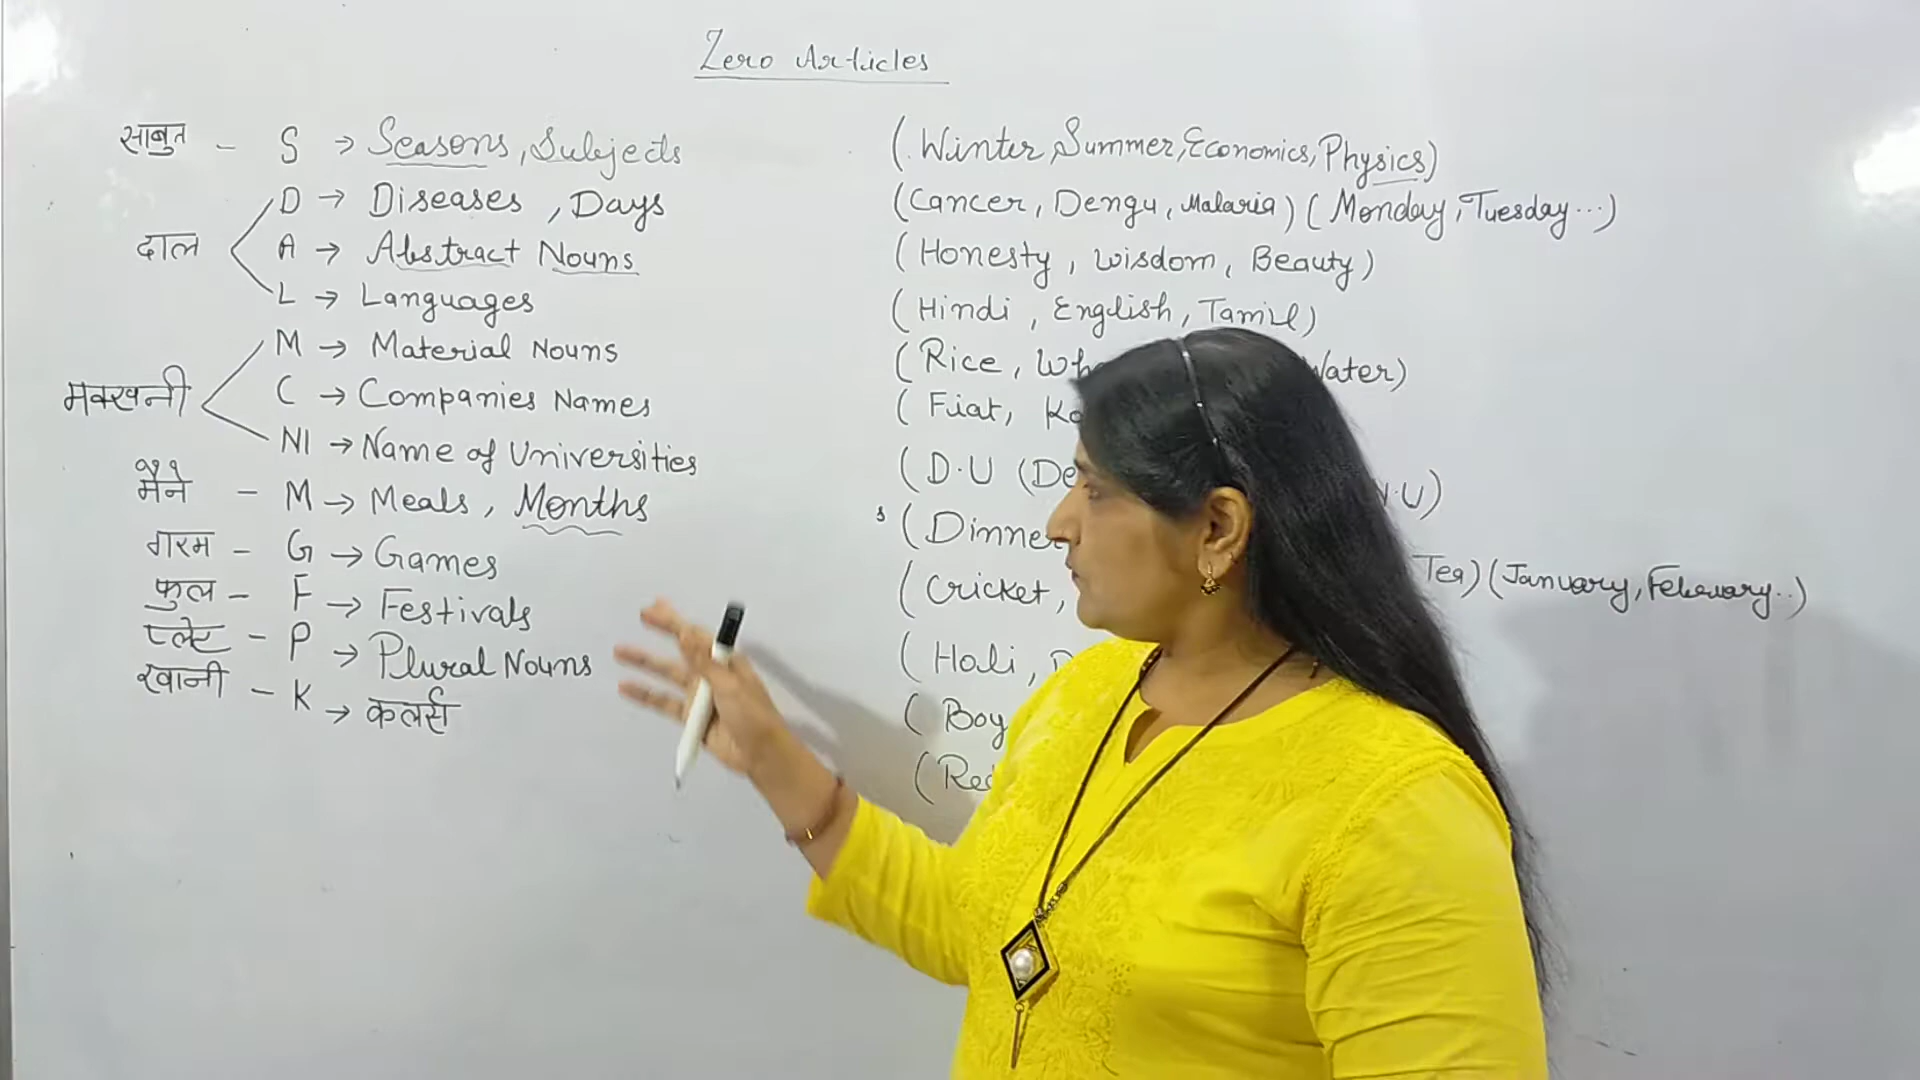 Zero Articles
साबुत - S → Seasons, Subjects (Winter, Summer, Economics, Physics)
D → Diseases, Days (Cancer, Dengu, Malaria) (Monday, Tuesday...)
दाल A → Abstract Nouns (Honesty, Wisdom, Beauty)
L → Languages (Hindi, English, Tamil)
M → Material Nouns (Rice, Water)
मक्खनी C → Companies Names (Fiat,
NI → Name of Universities (D.U
मैने - M → Meals, Months (Dinner
गरम - G → Games (Cricket, Tea) (January, February..)
फुल - F → Festivals (Holi,
प्लेट - P → Plural Nouns (Boy
खानी - K → कलर्स (Red